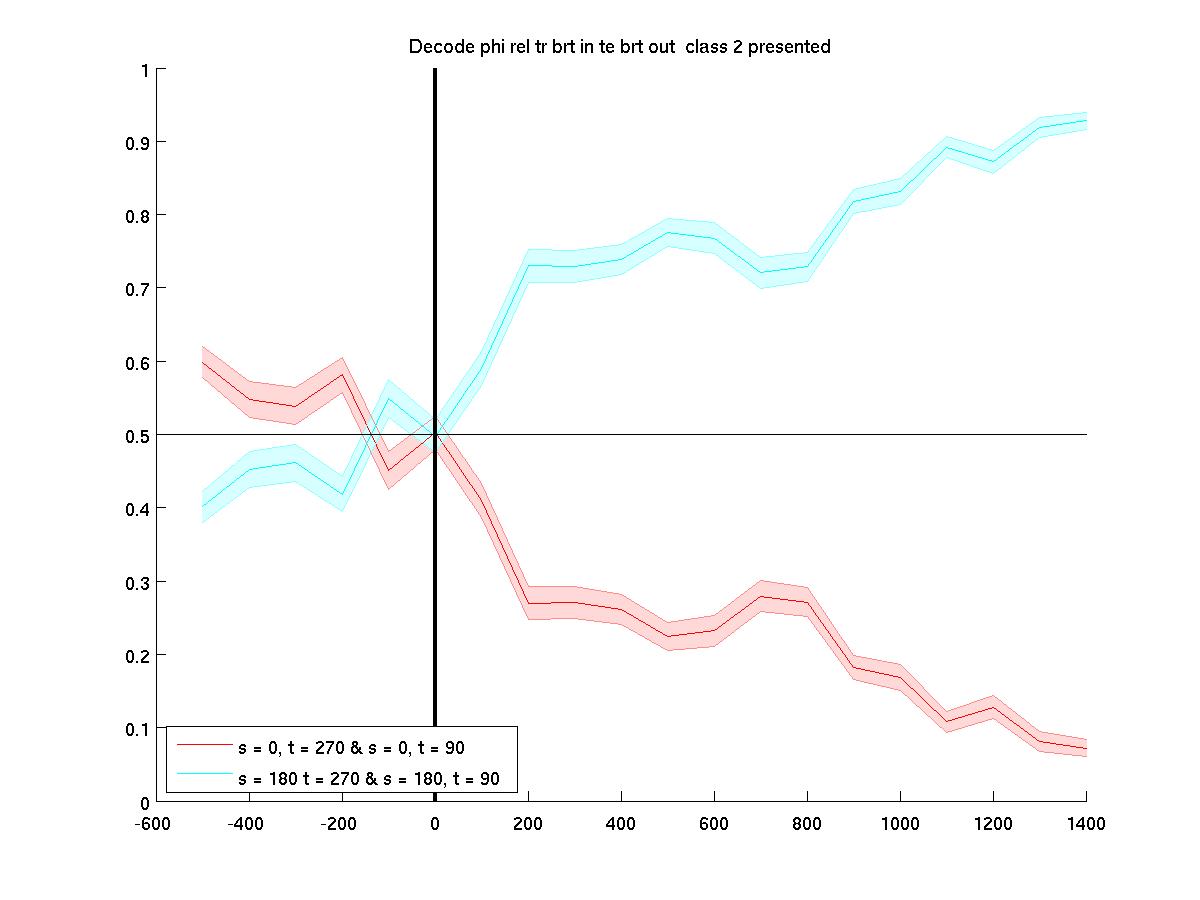 Decode phi rel tr brt in te brt out  class 2 presented
1
0.9
0.8
0.7
0.6
0.5
0.4
0.3
0.2
0.1
0
s = 0, t = 270 & s = 0, t = 90
s = 180 t = 270 & s = 180, t = 90
-600 -400 -200 0 200 400 600 800 1000 1200 1400